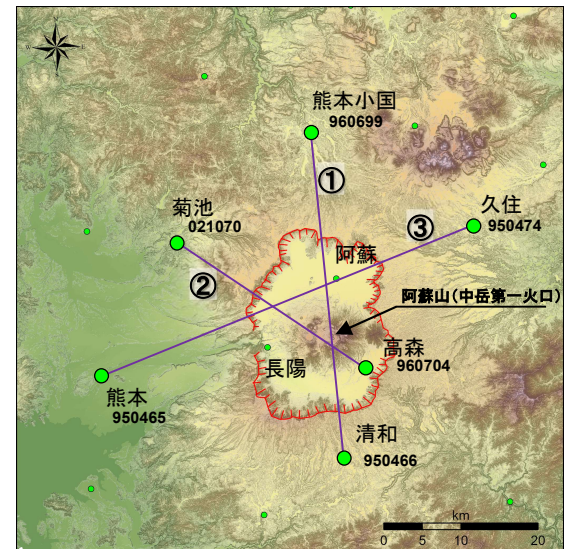 熊本小国
960699
①
久住
950474
菊池
021070
③
阿蘇
②
阿蘇山(中岳第一火口)
高森
960704
長陽
熊本
950465
清和
950466
km
0 5 10 20